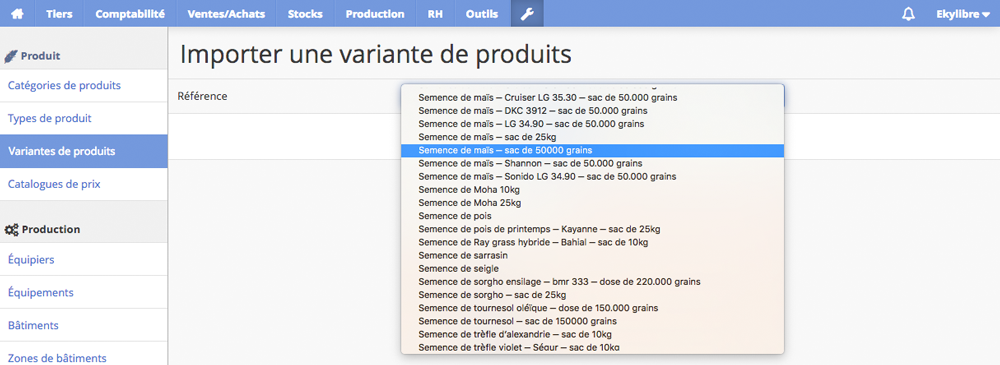 Tiers Comptabilité Ventes/Achats Stocks Production RH Outils Ekylibre
Produit
Importer une variante de produits
Catégories de produits
Types de produit
Variantes de produits
Catalogues de prix
Production
Équipiers
Équipements
Bâtiments
Zones de bâtiments
Référence
Semence de maïs – Cruiser LG 35.30 – sac de 50.000 grains
Semence de maïs – DKC 3912 – sac de 50.000 grains
Semence de maïs – LG 34.90 – sac de 50.000 grains
Semence de maïs – sac de 25kg
Semence de maïs – sac de 50000 grains
Semence de maïs – Shannon – sac de 50.000 grains
Semence de maïs – Sonido LG 34.90 – sac de 50.000 grains
Semence de Moha 10kg
Semence de Moha 25kg
Semence de pois
Semence de pois de printemps – Kayanne – sac de 25kg
Semence de Ray grass hybride – Bahial – sac de 10kg
Semence de sarrasin
Semence de seigle
Semence de sorgho ensilage – bmr 333 – dose de 220.000 grains
Semence de sorgho – sac de 25kg
Semence de tournesol oléïque – dose de 150.000 grains
Semence de tournesol – sac de 150000 grains
Semence de trèfle d'alexandrie – sac de 10kg
Semence de trèfle violet – Ségur – sac de 10kg